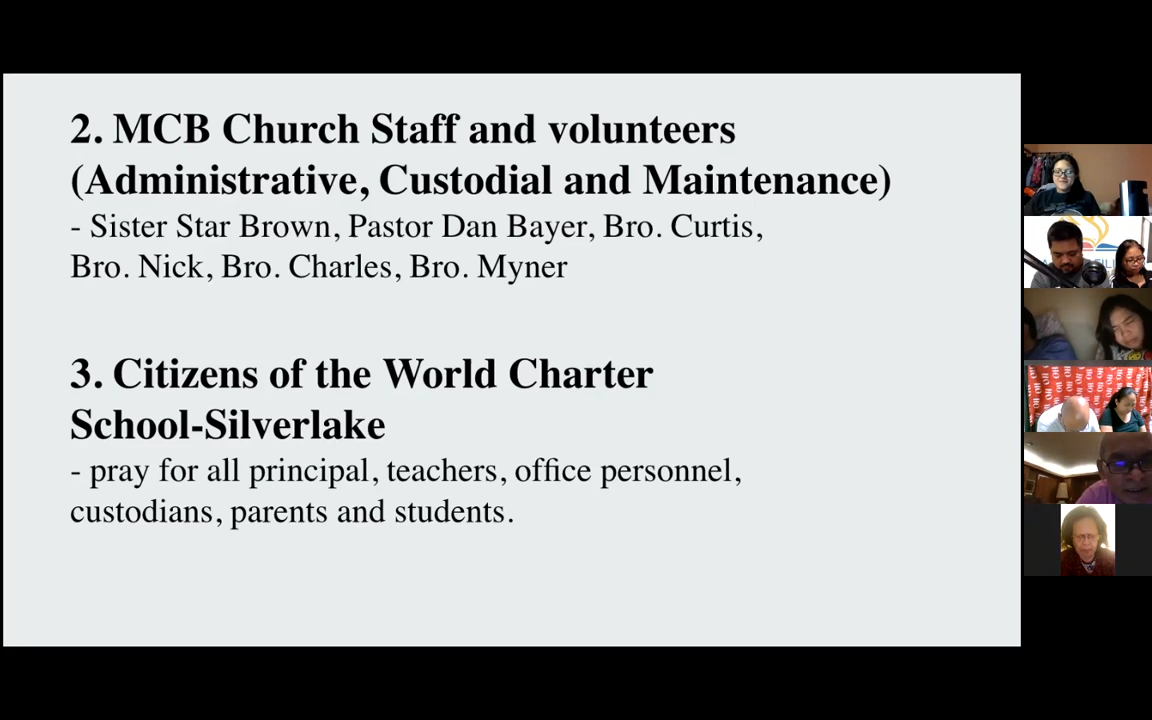 2. MCB Church Staff and volunteers
(Administrative, Custodial and Maintenance)
- Sister Star Brown, Pastor Dan Bayer, Bro. Curtis,
Bro. Nick, Bro. Charles, Bro. Myner
3. Citizens of the World Charter
School-Silverlake
- pray for all principal, teachers, office personnel,
custodians, parents and students.